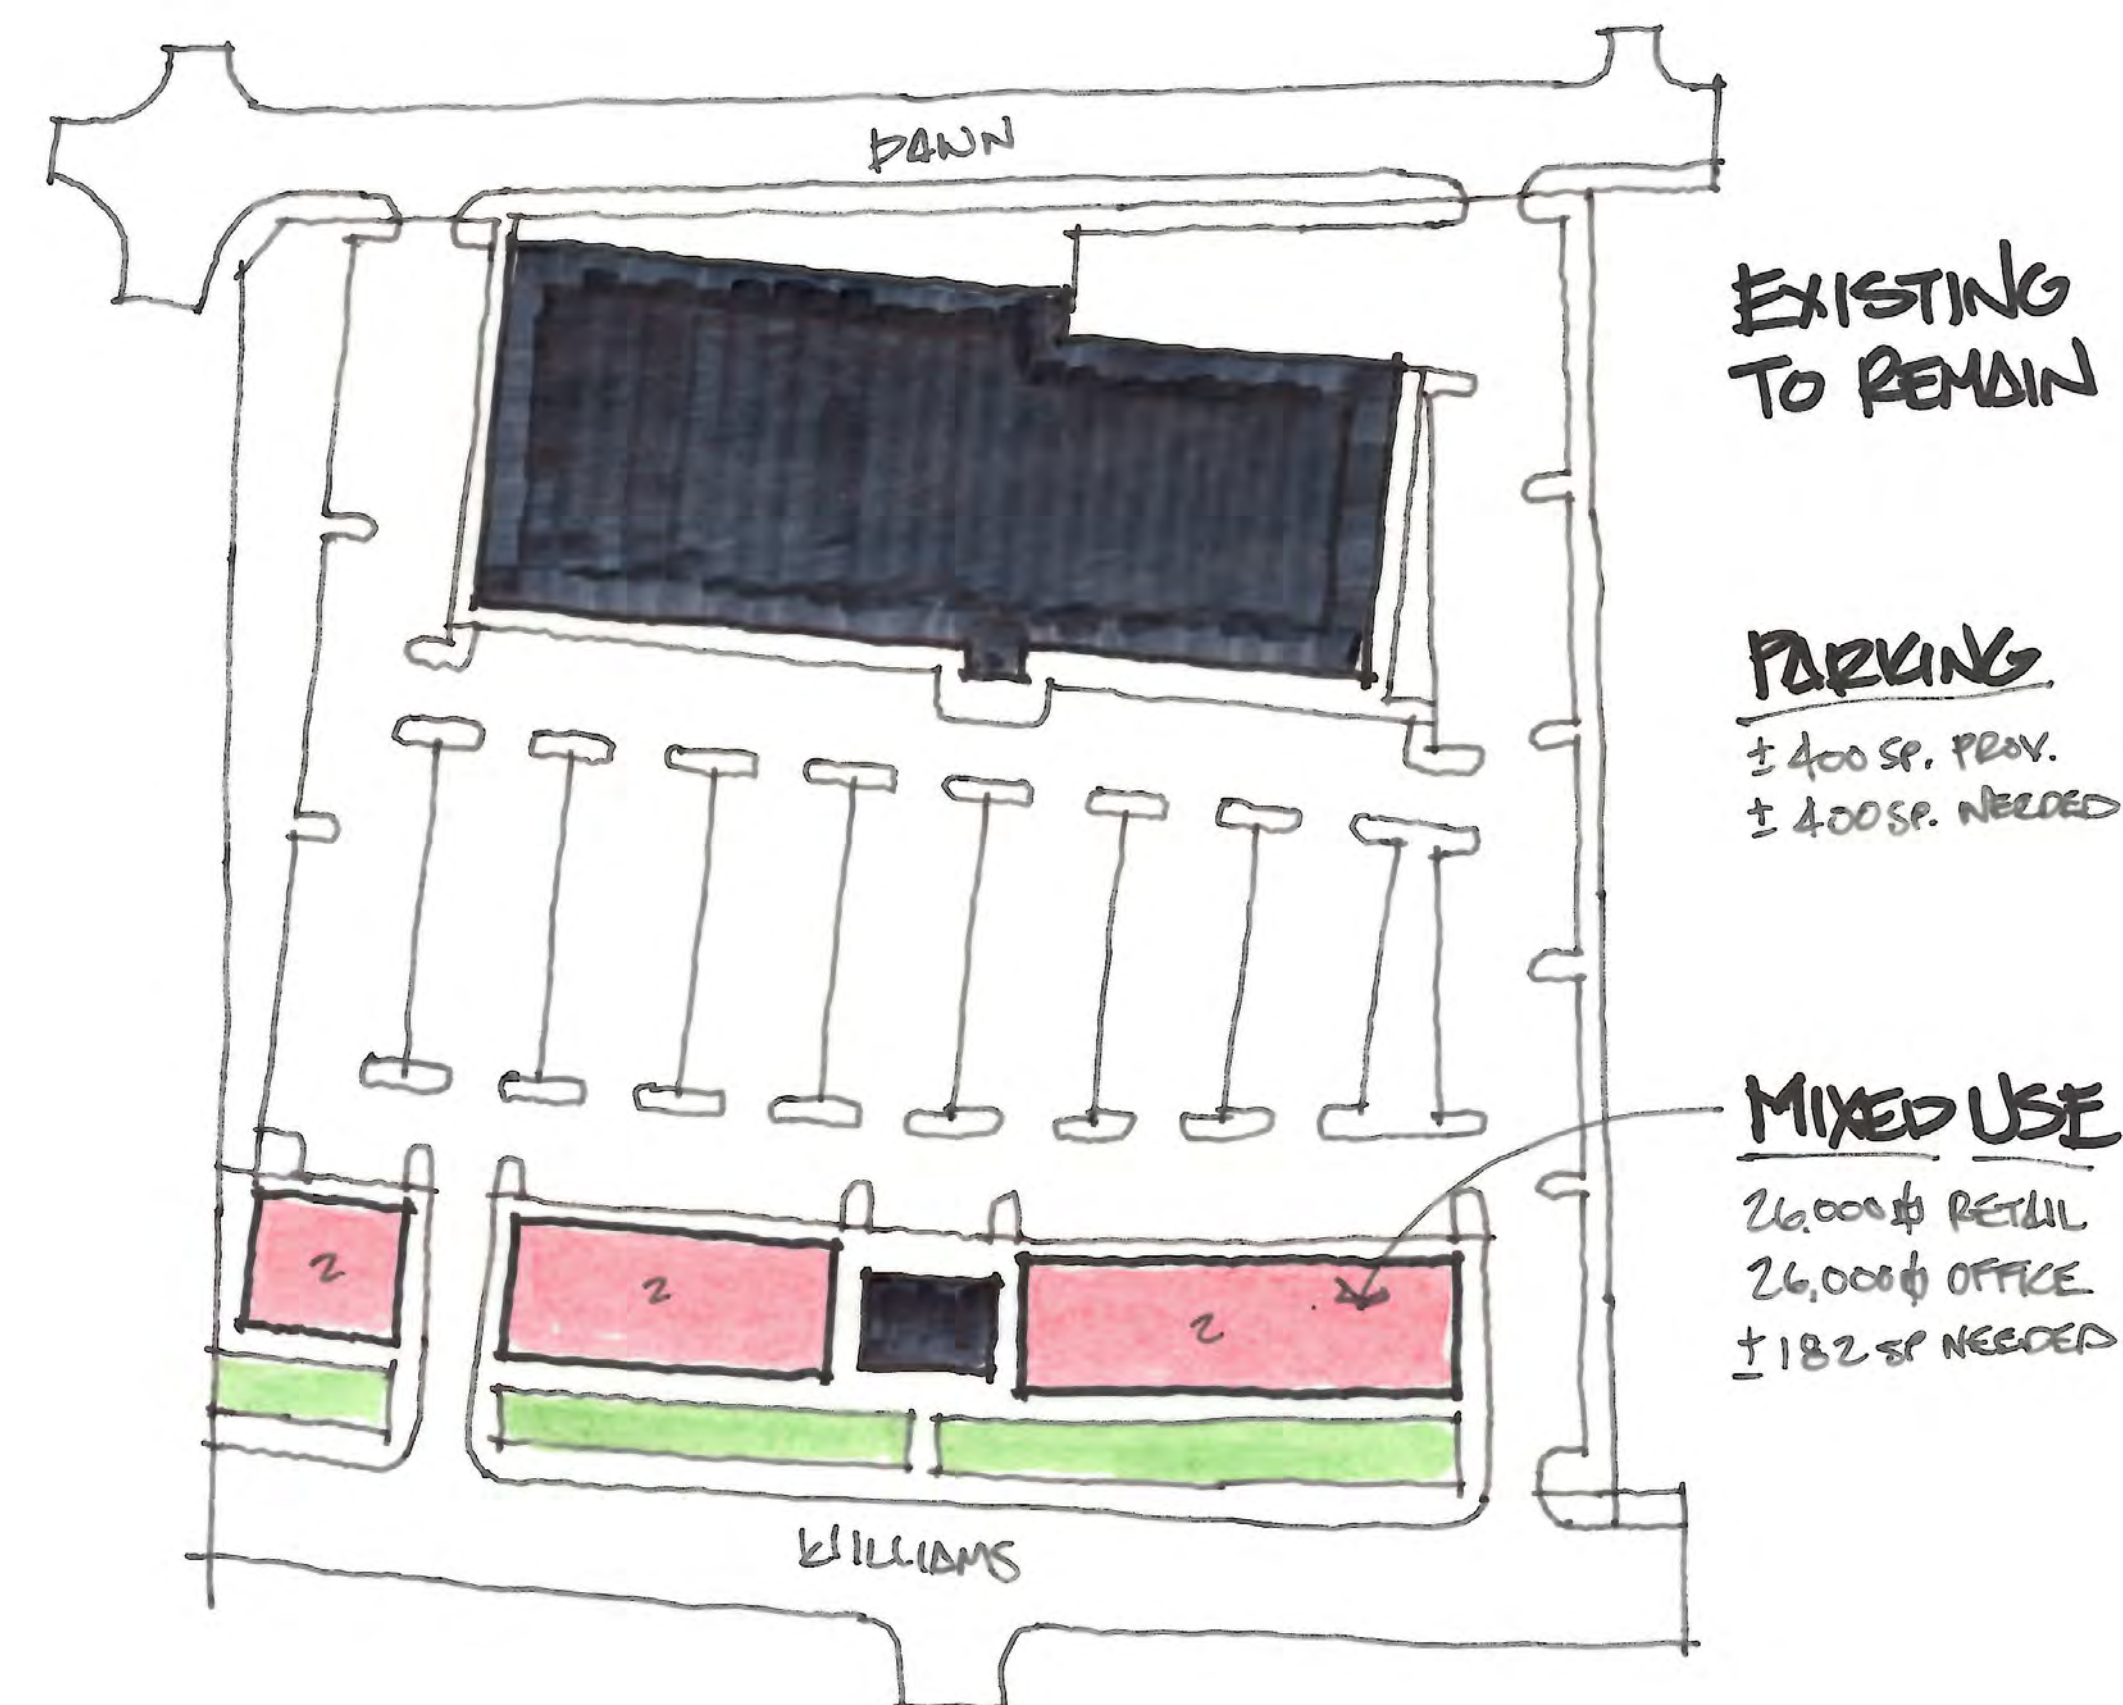 DAWN
EXISTING
TO REMAIN
PARKING
± 400 SP. PROV.
± 400 SP. NEEDED
MIXED USE
26,000 ⌷ RETAIL
26,000 ⌷ OFFICE
± 182 SP NEEDED
2
2
2
WILLIAMS